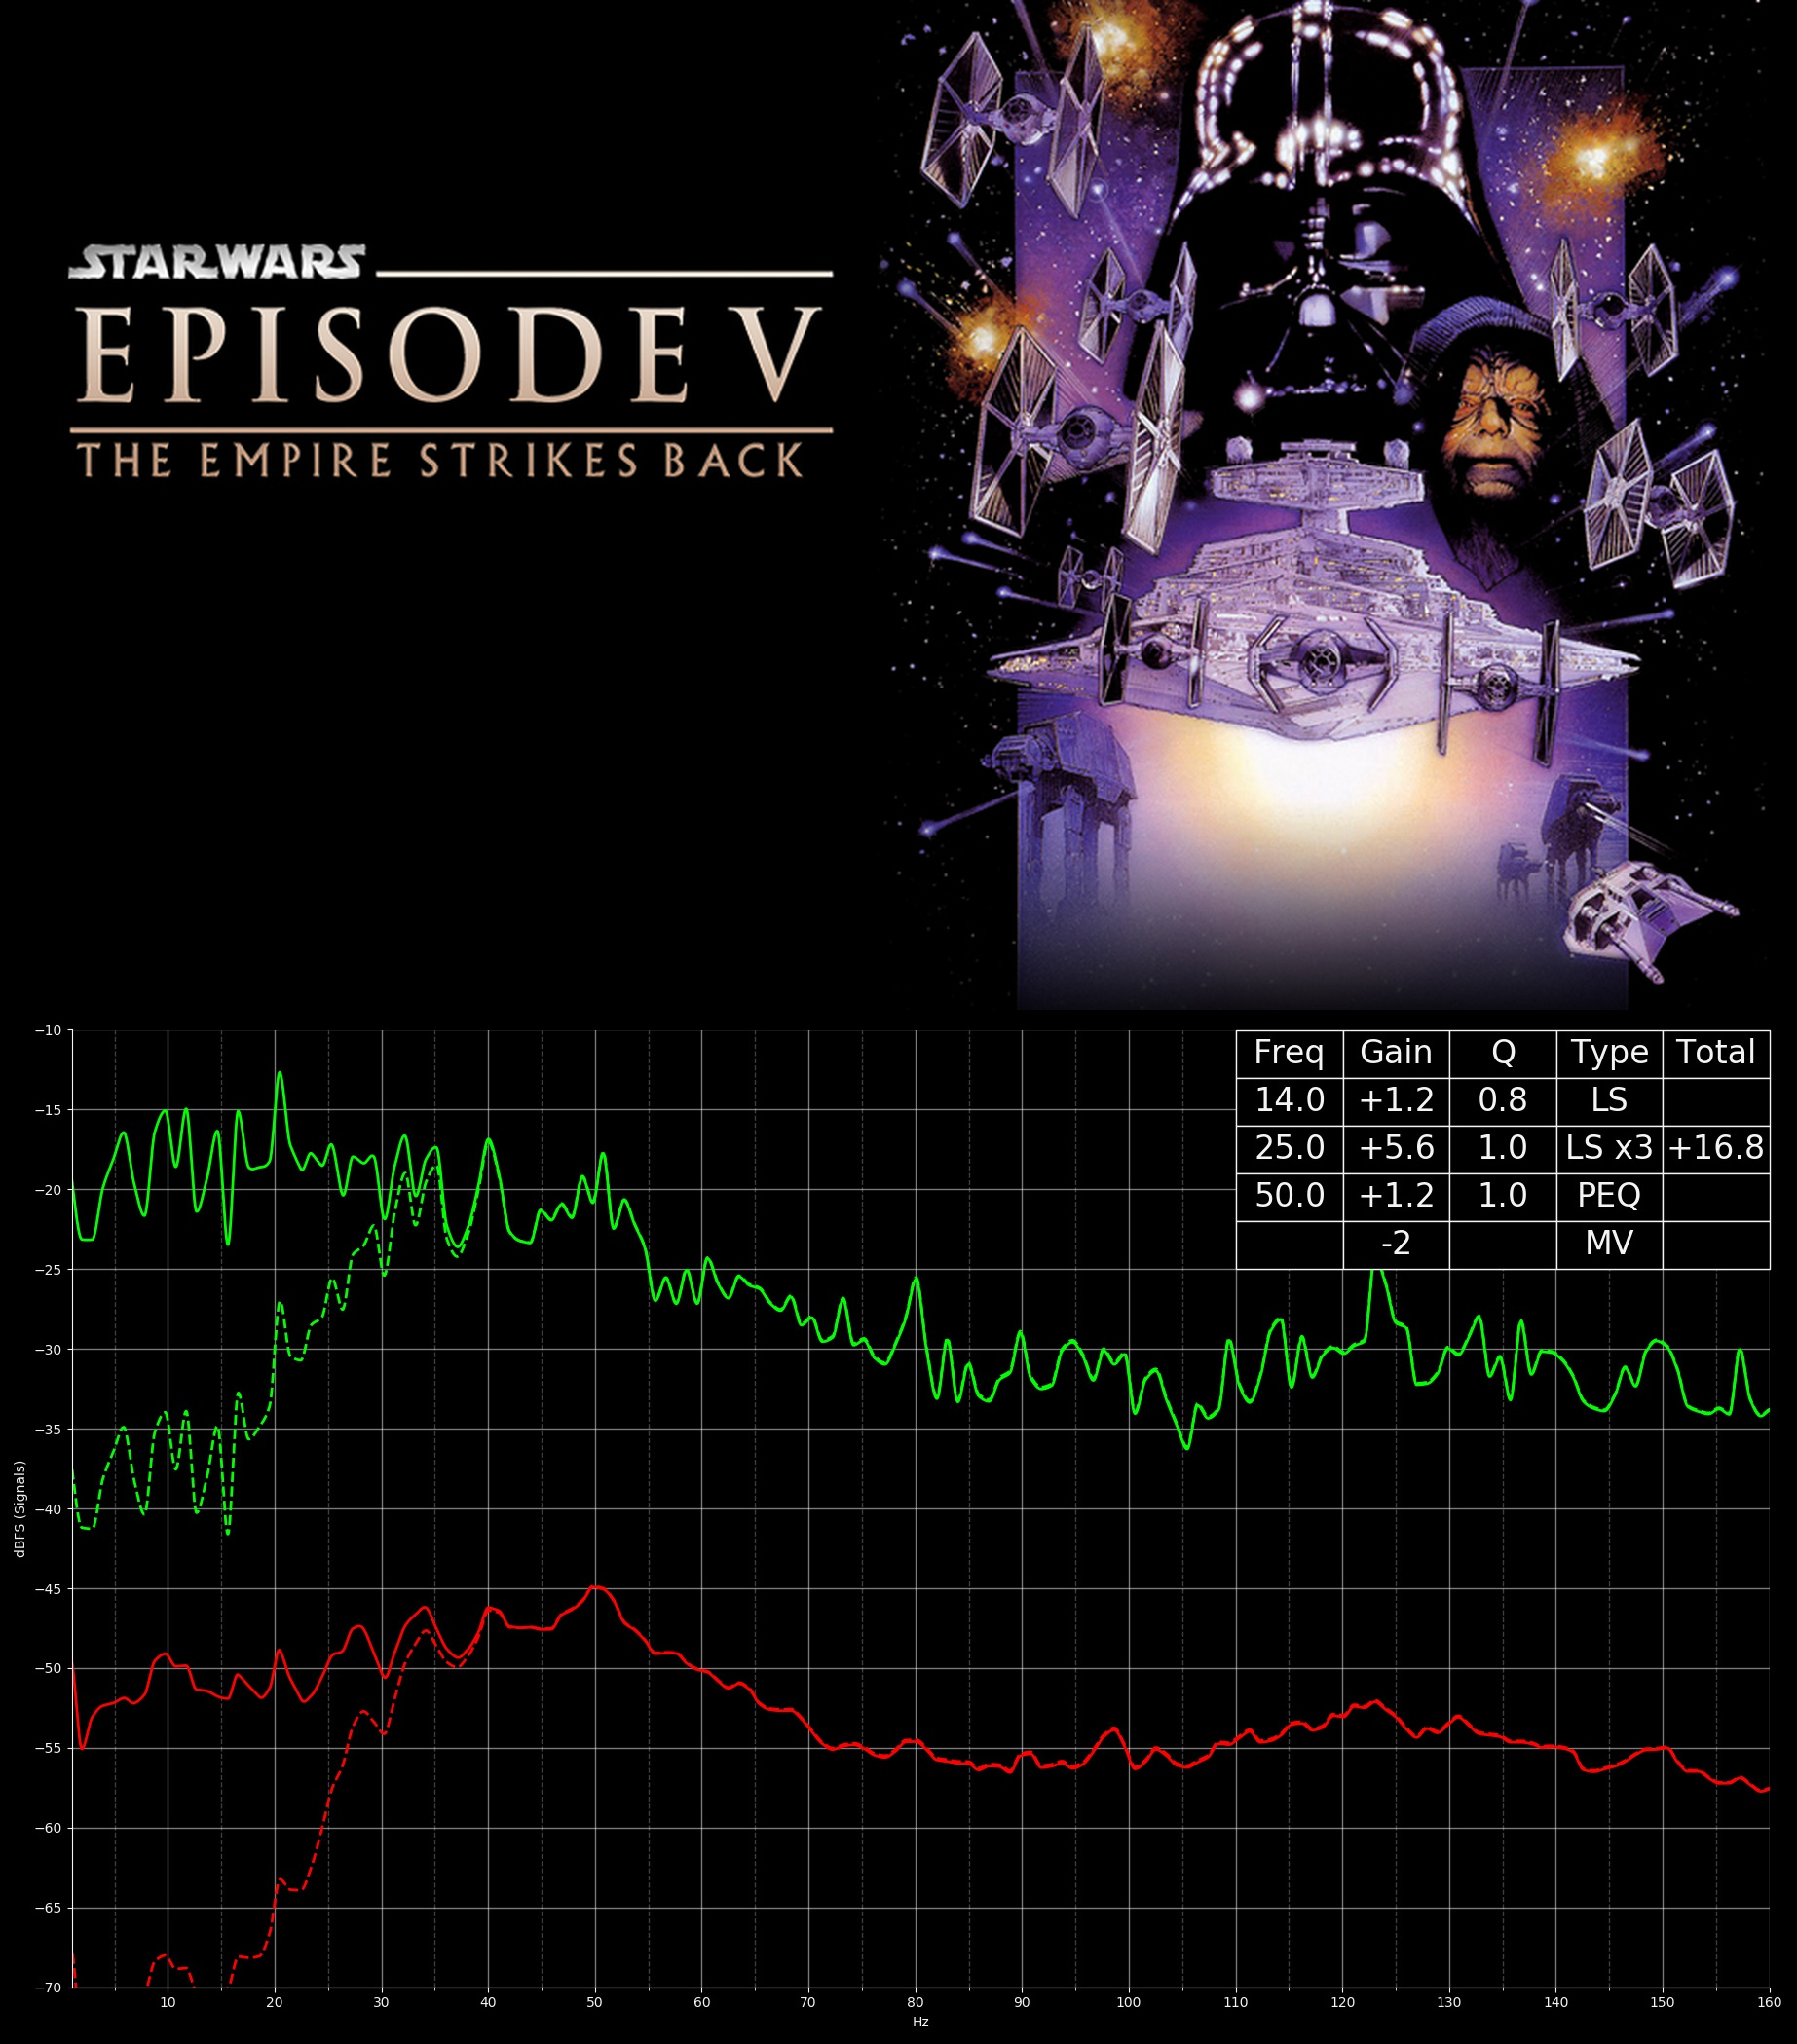 STAR WARS
EPISODE V
THE EMPIRE STRIKES BACK
Freq Gain Q Type Total
14.0 +1.2 0.8 LS
25.0 +5.6 1.0 LS x3 +16.8
50.0 +1.2 1.0 PEQ
-2 MV
−10
−15
−20
−25
−30
−35
−40
−45
−50
−55
−60
−65
−70
dBFS (Signals)
10 20 30 40 50 60 70 80 90 100 110 120 130 140 150 160
Hz